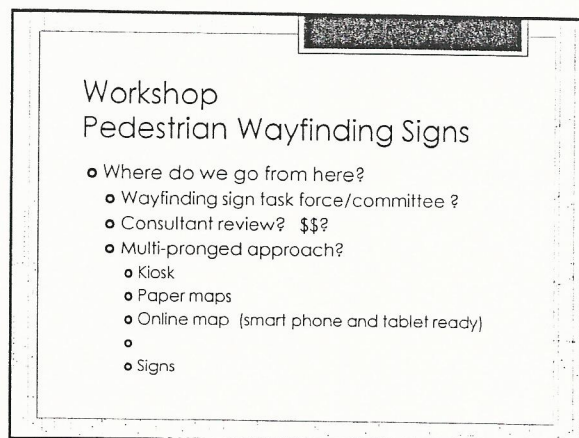 Workshop
Pedestrian Wayfinding Signs
Where do we go from here?
Wayfinding sign task force/committee ?
Consultant review?   $$?
Multi-pronged approach?
Kiosk
Paper maps
Online map  (smart phone and tablet ready)
Signs